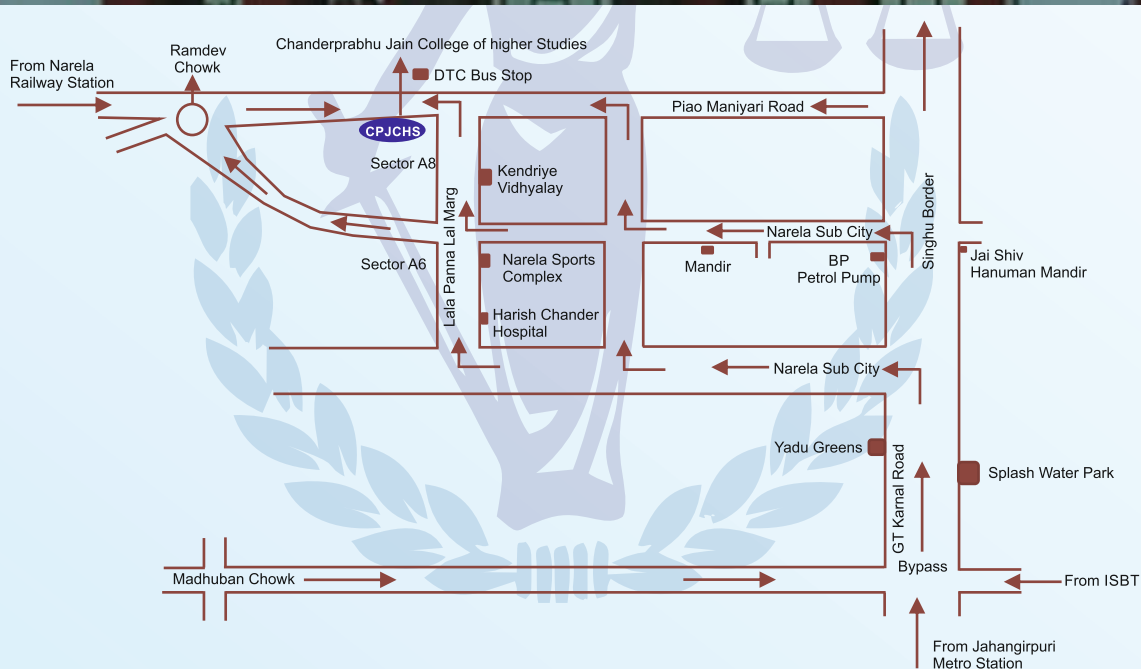 Chanderprabhu Jain College of higher Studies
Ramdev
Chowk
From Narela
Railway Station
DTC Bus Stop
Piao Maniyari Road
CPJCHS
Sector A8
Kendriye
Vidhyalay
Lala Panna Lal Marg
Singhu Border
Narela Sub City
Sector A6
Narela Sports
Complex
Mandir
BP
Petrol Pump
Jai Shiv
Hanuman Mandir
Harish Chander
Hospital
Narela Sub City
Yadu Greens
GT Karnal Road
Splash Water Park
Bypass
Madhuban Chowk
From ISBT
From Jahangirpuri
Metro Station